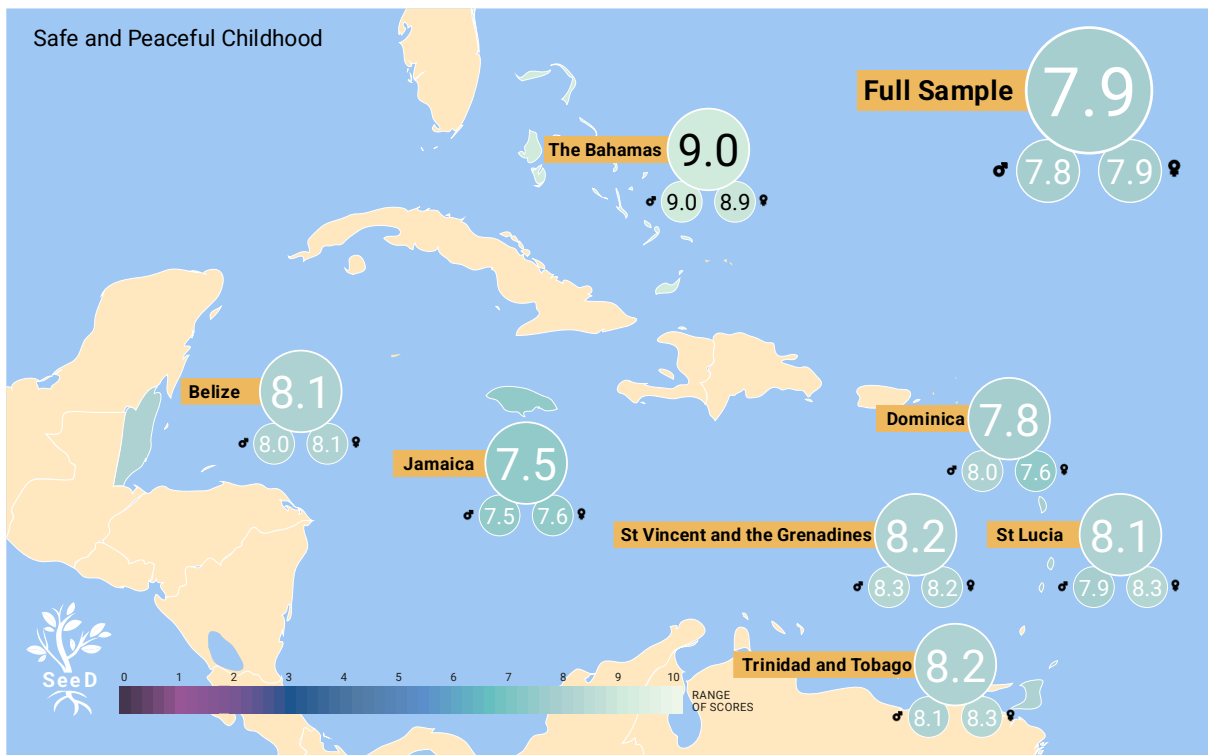 Safe and Peaceful Childhood
Full Sample
7.9
7.8
7.9
The Bahamas
9.0
9.0
8.9
Belize
8.1
8.0
8.1
Jamaica
7.5
7.5
7.6
Dominica
7.8
8.0
7.6
St Vincent and the Grenadines
8.2
8.3
8.2
St Lucia
8.1
7.9
8.3
Trinidad and Tobago
8.2
8.1
8.3
SeeD
0 1 2 3 4 5 6 7 8 9 10
RANGE
OF SCORES